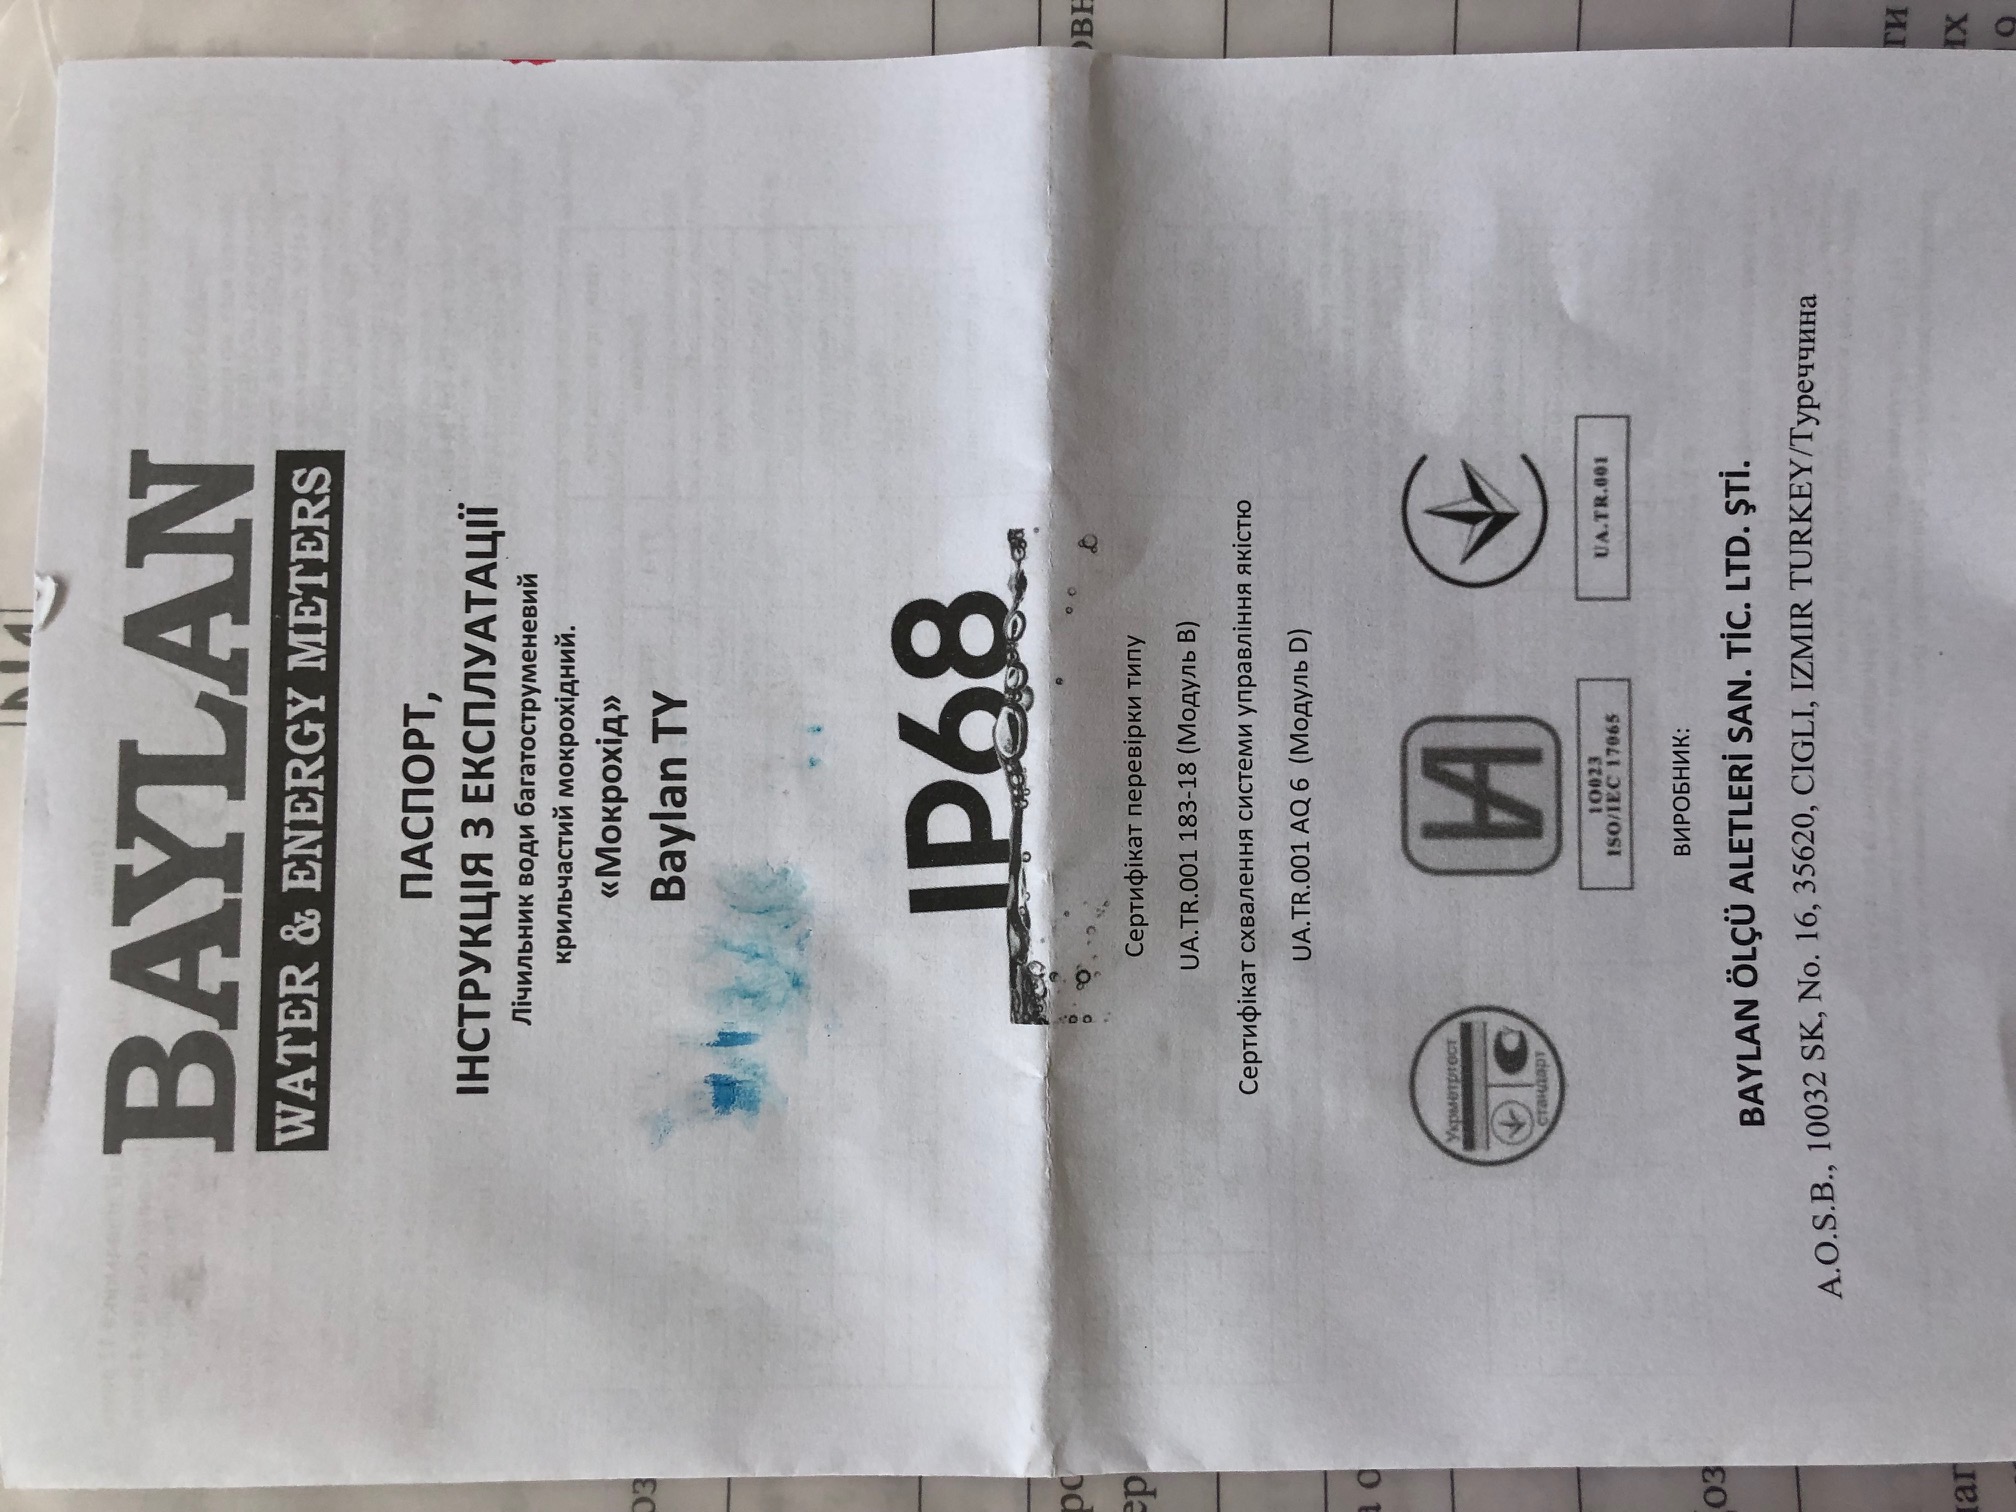 BAYLAN
WATER & ENERGY METERS
ПАСПОРТ,
ІНСТРУКЦІЯ З ЕКСПЛУАТАЦІЇ
Лічильник води багатоструменевий
крильчастий мокрохідний.
«Мокрохід»
Baylan TY
IP68
Сертифікат перевірки типу
UA.TR.001 183-18 (Модуль B)
Сертифікат схвалення системи управління якістю
UA.TR.001 AQ 6 (Модуль D)
Укрметртест
стандарт
10023
ISO/IEC 17065
UA.TR.001
ВИРОБНИК:
BAYLAN ÖLÇÜ ALETLERİ SAN. TİC. LTD. ŞTİ.
A.O.S.B., 10032 SK, No. 16, 35620, CIGLI, IZMIR TURKEY/Туреччина